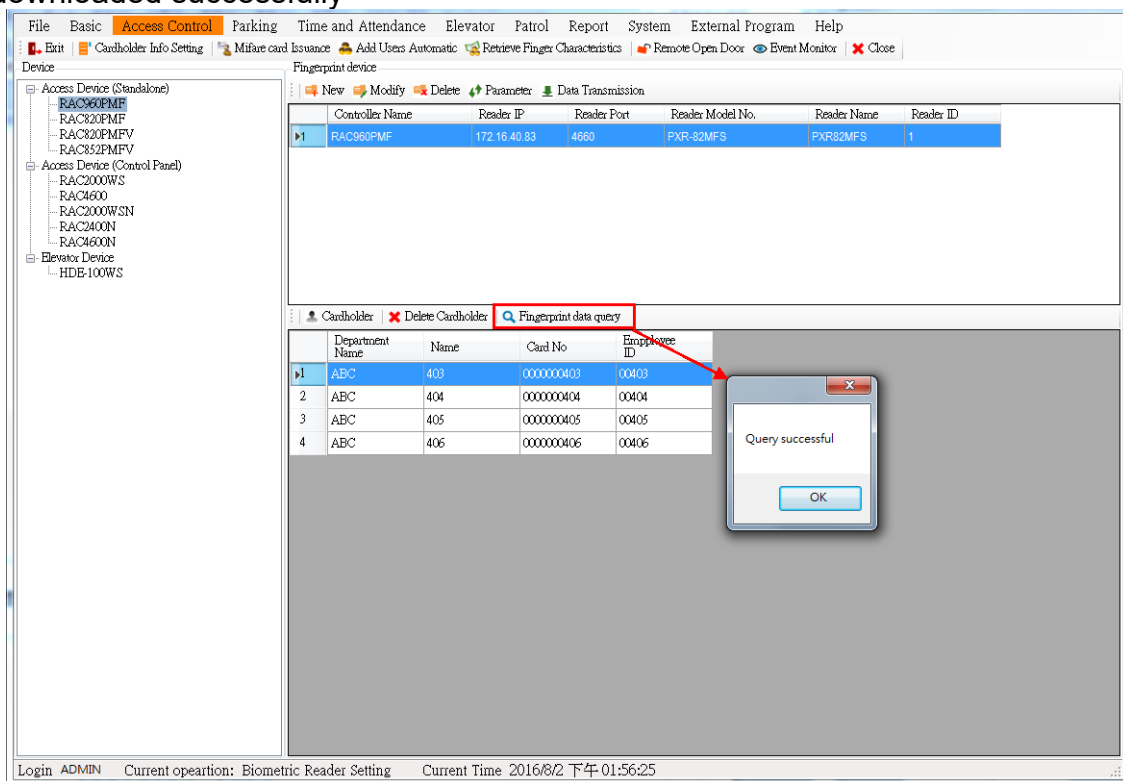 downloaded successfully
File Basic Access Control Parking Time and Attendance Elevator Patrol Report System External Program Help
Exit Cardholder Info Setting Mifare card Issuance Add Users Automatic Retrieve Finger Characteristics Remote Open Door Event Monitor Close
Device
Access Device (Standalone)
RAC960PMF
RAC820PMF
RAC820PMFV
RAC852PMFV
Access Device (Control Panel)
RAC2000WS
RAC4600
RAC2000WSN
RAC2400N
RAC4600N
Elevator Device
HDE-100WS
Fingerprint device
New Modify Delete Parameter Data Transmission
Controller Name Reader IP Reader Port Reader Model No. Reader Name Reader ID
1 RAC960PMF 172.16.40.83 4660 PXR-82MFS PXR82MFS 1
Cardholder Delete Cardholder Fingerprint data query
Department Name Name Card No Empployee ID
1 ABC 403 0000000403 00403
2 ABC 404 0000000404 00404
3 ABC 405 0000000405 00405
4 ABC 406 0000000406 00406
Query successful
OK
Login ADMIN Current opeartion: Biometric Reader Setting Current Time 2016/8/2 下午 01:56:25